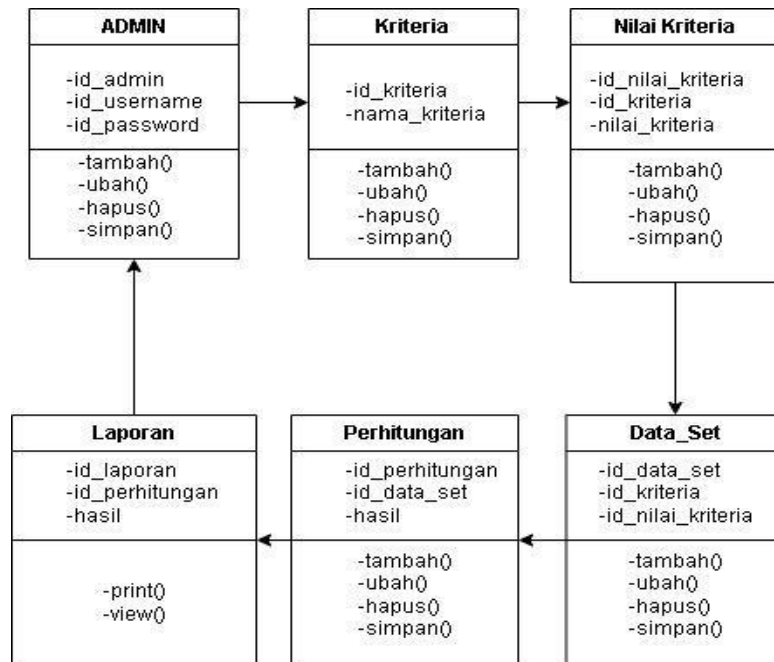 ADMIN
-id_admin
-id_username
-id_password
-tambah()
-ubah()
-hapus()
-simpan()
Kriteria
-id_kriteria
-nama_kriteria
-tambah()
-ubah()
-hapus()
-simpan()
Nilai Kriteria
-id_nilai_kriteria
-id_kriteria
-nilai_kriteria
-tambah()
-ubah()
-hapus()
-simpan()
Laporan
-id_laporan
-id_perhitungan
-hasil
-print()
-view()
Perhitungan
-id_perhitungan
-id_data_set
-hasil
-tambah()
-ubah()
-hapus()
-simpan()
Data_Set
-id_data_set
-id_kriteria
-id_nilai_kriteria
-tambah()
-ubah()
-hapus()
-simpan()